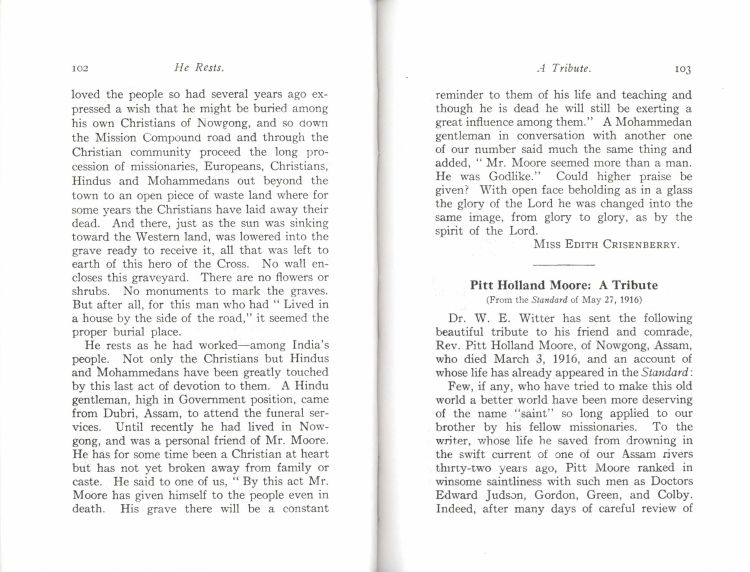 102 He Rests.
loved the people so had several years ago ex-
pressed a wish that he might be buried among
his own Christians of Nowgong, and so down
the Mission Compound road and through the
Christian community proceed the long pro-
cession of missionaries, Europeans, Christians,
Hindus and Mohammedans out beyond the
town to an open piece of waste land where for
some years the Christians have laid away their
dead. And there, just as the sun was sinking
toward the Western land, was lowered into the
grave ready to receive it, all that was left to
earth of this hero of the Cross. No wall en-
closes this graveyard. There are no flowers or
shrubs. No monuments to mark the graves.
But after all, for this man who had " Lived in
a house by the side of the road," it seemed the
proper burial place.
He rests as he had worked—among India's
people. Not only the Christians but Hindus
and Mohammedans have been greatly touched
by this last act of devotion to them. A Hindu
gentleman, high in Government position, came
from Dubri, Assam, to attend the funeral ser-
vices. Until recently he had lived in Now-
gong, and was a personal friend of Mr. Moore.
He has for some time been a Christian at heart
but has not yet broken away from family or
caste. He said to one of us, " By this act Mr.
Moore has given himself to the people even in
death. His grave there will be a constant
A Tribute. 103
reminder to them of his life and teaching and
though he is dead he will still be exerting a
great influence among them." A Mohammedan
gentleman in conversation with another one
of our number said much the same thing and
added, " Mr. Moore seemed more than a man.
He was Godlike." Could higher praise be
given? With open face beholding as in a glass
the glory of the Lord he was changed into the
same image, from glory to glory, as by the
spirit of the Lord.
MISS EDITH CRISENBERRY.
Pitt Holland Moore: A Tribute
(From the Standard of May 27, 1916)
Dr. W. E. Witter has sent the following
beautiful tribute to his friend and comrade,
Rev. Pitt Holland Moore, of Nowgong, Assam,
who died March 3, 1916, and an account of
whose life has already appeared in the Standard:
Few, if any, who have tried to make this old
world a better world have been more deserving
of the name "saint" so long applied to our
brother by his fellow missionaries. To the
writer, whose life he saved from drowning in
the swift current of one of our Assam rivers
thirty-two years ago, Pitt Moore ranked in
winsome saintliness with such men as Doctors
Edward Judson, Gordon, Green, and Colby.
Indeed, after many days of careful review of